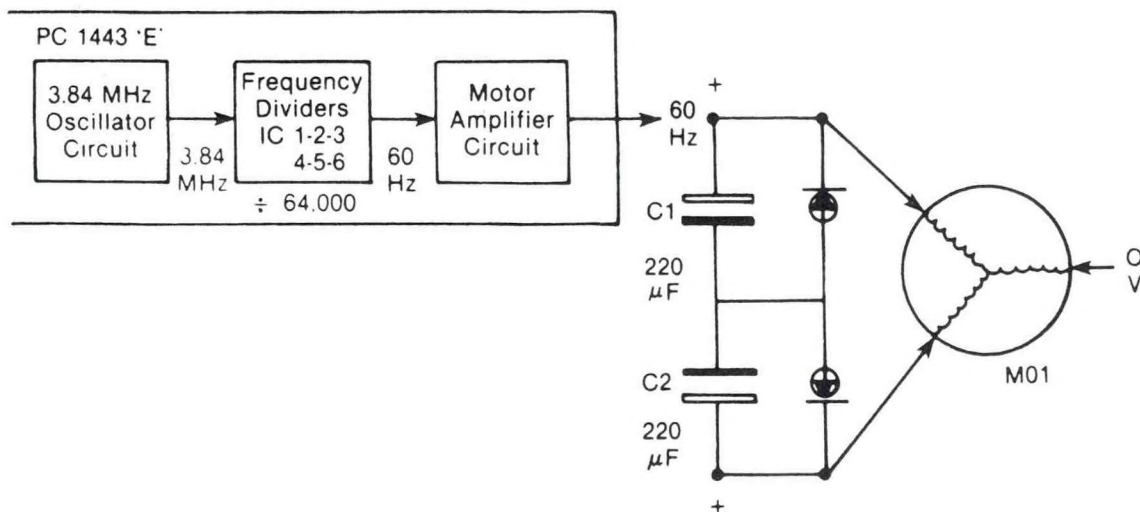 PC 1443 'E'
3.84 MHz
Oscillator
Circuit
3.84
MHz
Frequency
Dividers
IC 1-2-3
4-5-6
÷ 64.000
60
Hz
Motor
Amplifier
Circuit
60
Hz
+
C1
220
µF
C2
220
µF
+
O
V
M01